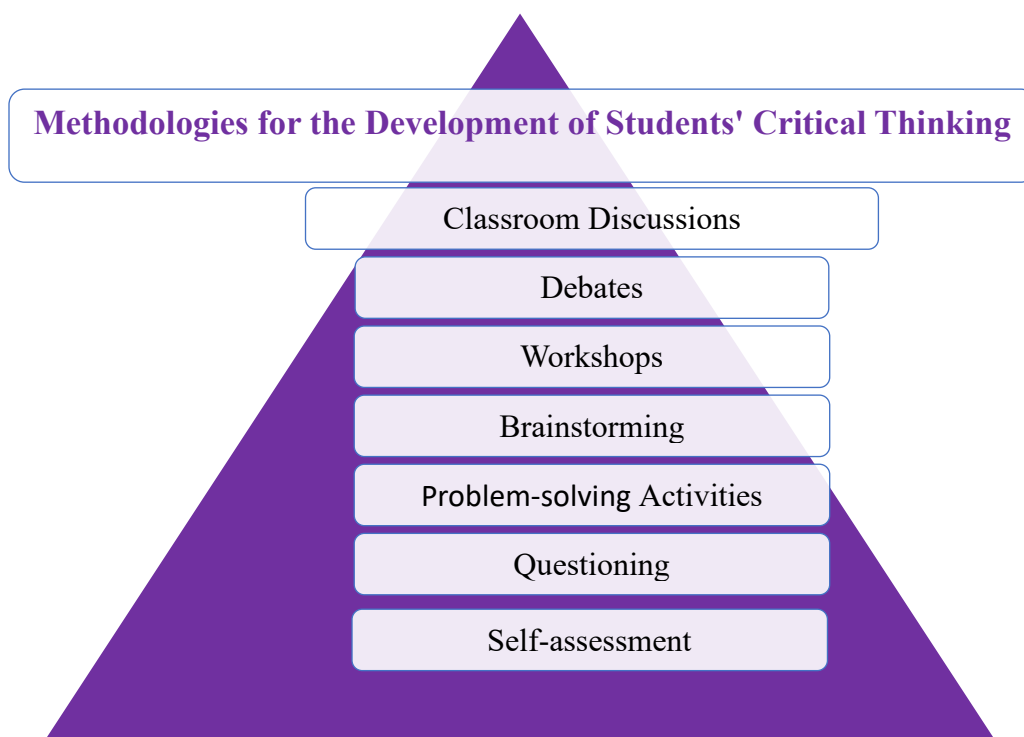 Methodologies for the Development of Students' Critical Thinking
Classroom Discussions
Debates
Workshops
Brainstorming
Problem-solving Activities
Questioning
Self-assessment